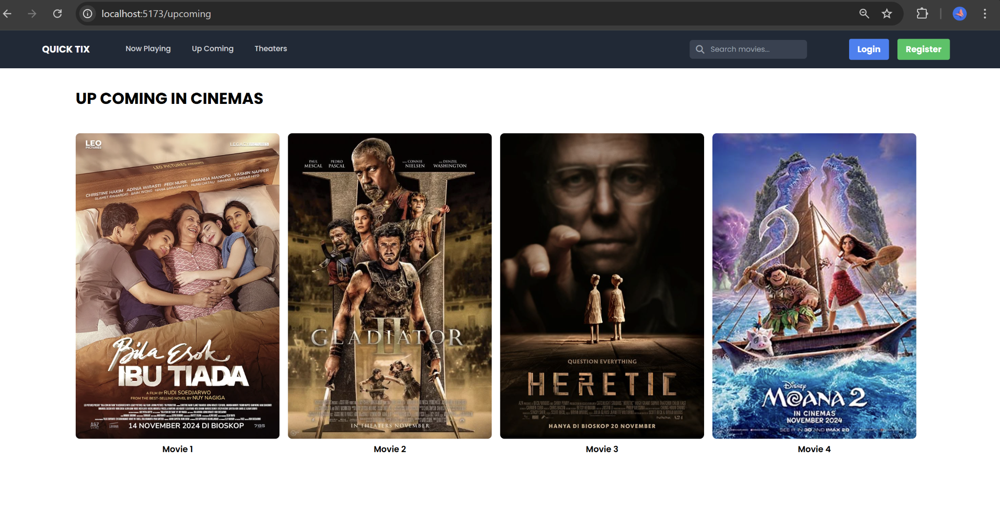 localhost:5173/upcoming
QUICK TIX
Now Playing
Up Coming
Theaters
Search movies...
Login
Register
UP COMING IN CINEMAS
LEO
PICTURES
LEGACY PICTURES
LEO PICTURES PRESENTS
CHRISTINE HAKIM ADINIA WIRASTI FEDI NURIL AMANDA MANOPO YASMIN NAPPER
SLAMET RAHARDJO BAIM WONG HANA SARASWATI NUNU DATAU IMMANUEL CAESAR HITO
Bila Esok
IBU TIADA
A FILM BY RUDI SOEDJARWO
FROM THE BEST-SELLING NOVEL BY NUY NAGIGA
14 NOVEMBER 2024 DI BIOSKOP
Movie 1
PAUL MESCAL
PEDRO PASCAL
CONNIE NIELSEN
DENZEL WASHINGTON
II
GLADIATOR
IN THEATERS NOVEMBER
Movie 2
QUESTION EVERYTHING
HERETIC
HANYA DI BIOSKOP 20 NOVEMBER
Movie 3
Disney
MOANA 2
IN CINEMAS
NOVEMBER 2024
SEE IT IN 3D AND IMAX 2D
Movie 4